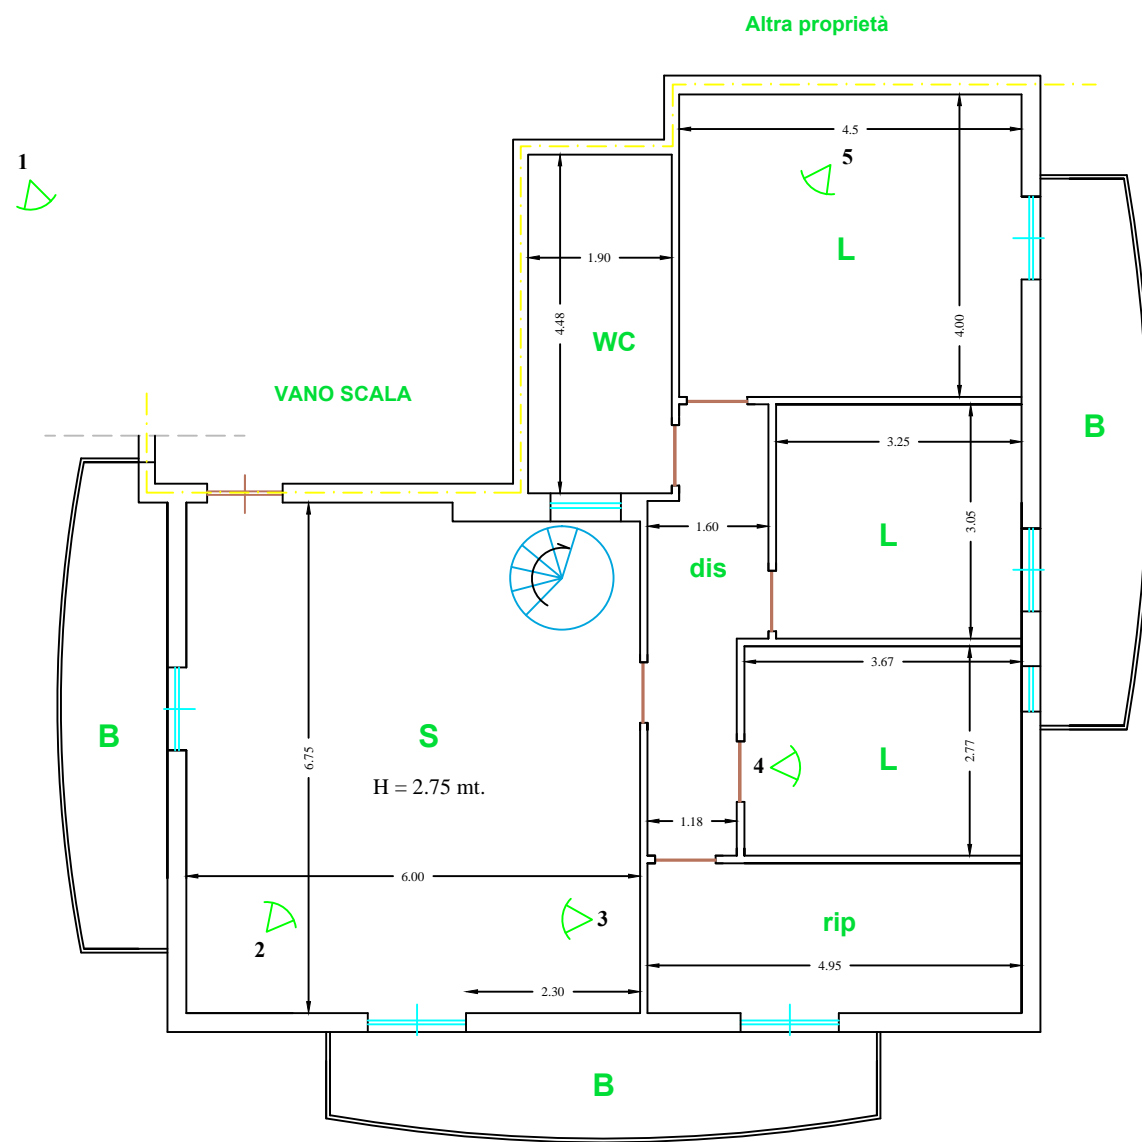 Altra proprietà
4.5
1
5
L
1.90
4.48
4.00
WC
VANO SCALA
B
3.25
1.60
3.05
L
dis
3.67
B
S
6.75
2.77
L
4
H = 2.75 mt.
1.18
6.00
2
3
rip
4.95
2.30
B